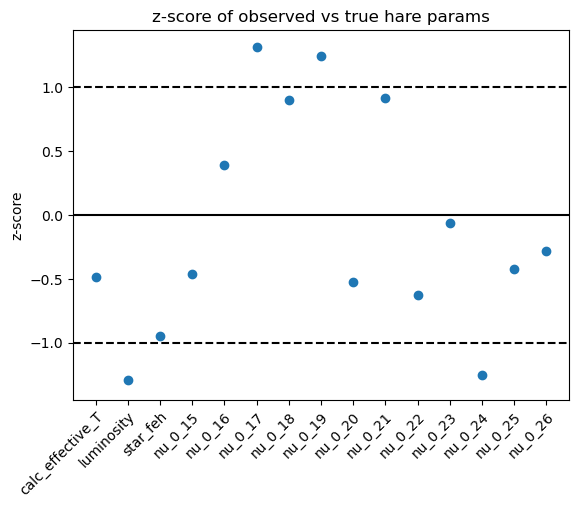 z-score of observed vs true hare params
z-score
1.0
0.5
0.0
−0.5
−1.0
calc_effective_T
luminosity
star_feh
nu_0_15
nu_0_16
nu_0_17
nu_0_18
nu_0_19
nu_0_20
nu_0_21
nu_0_22
nu_0_23
nu_0_24
nu_0_25
nu_0_26